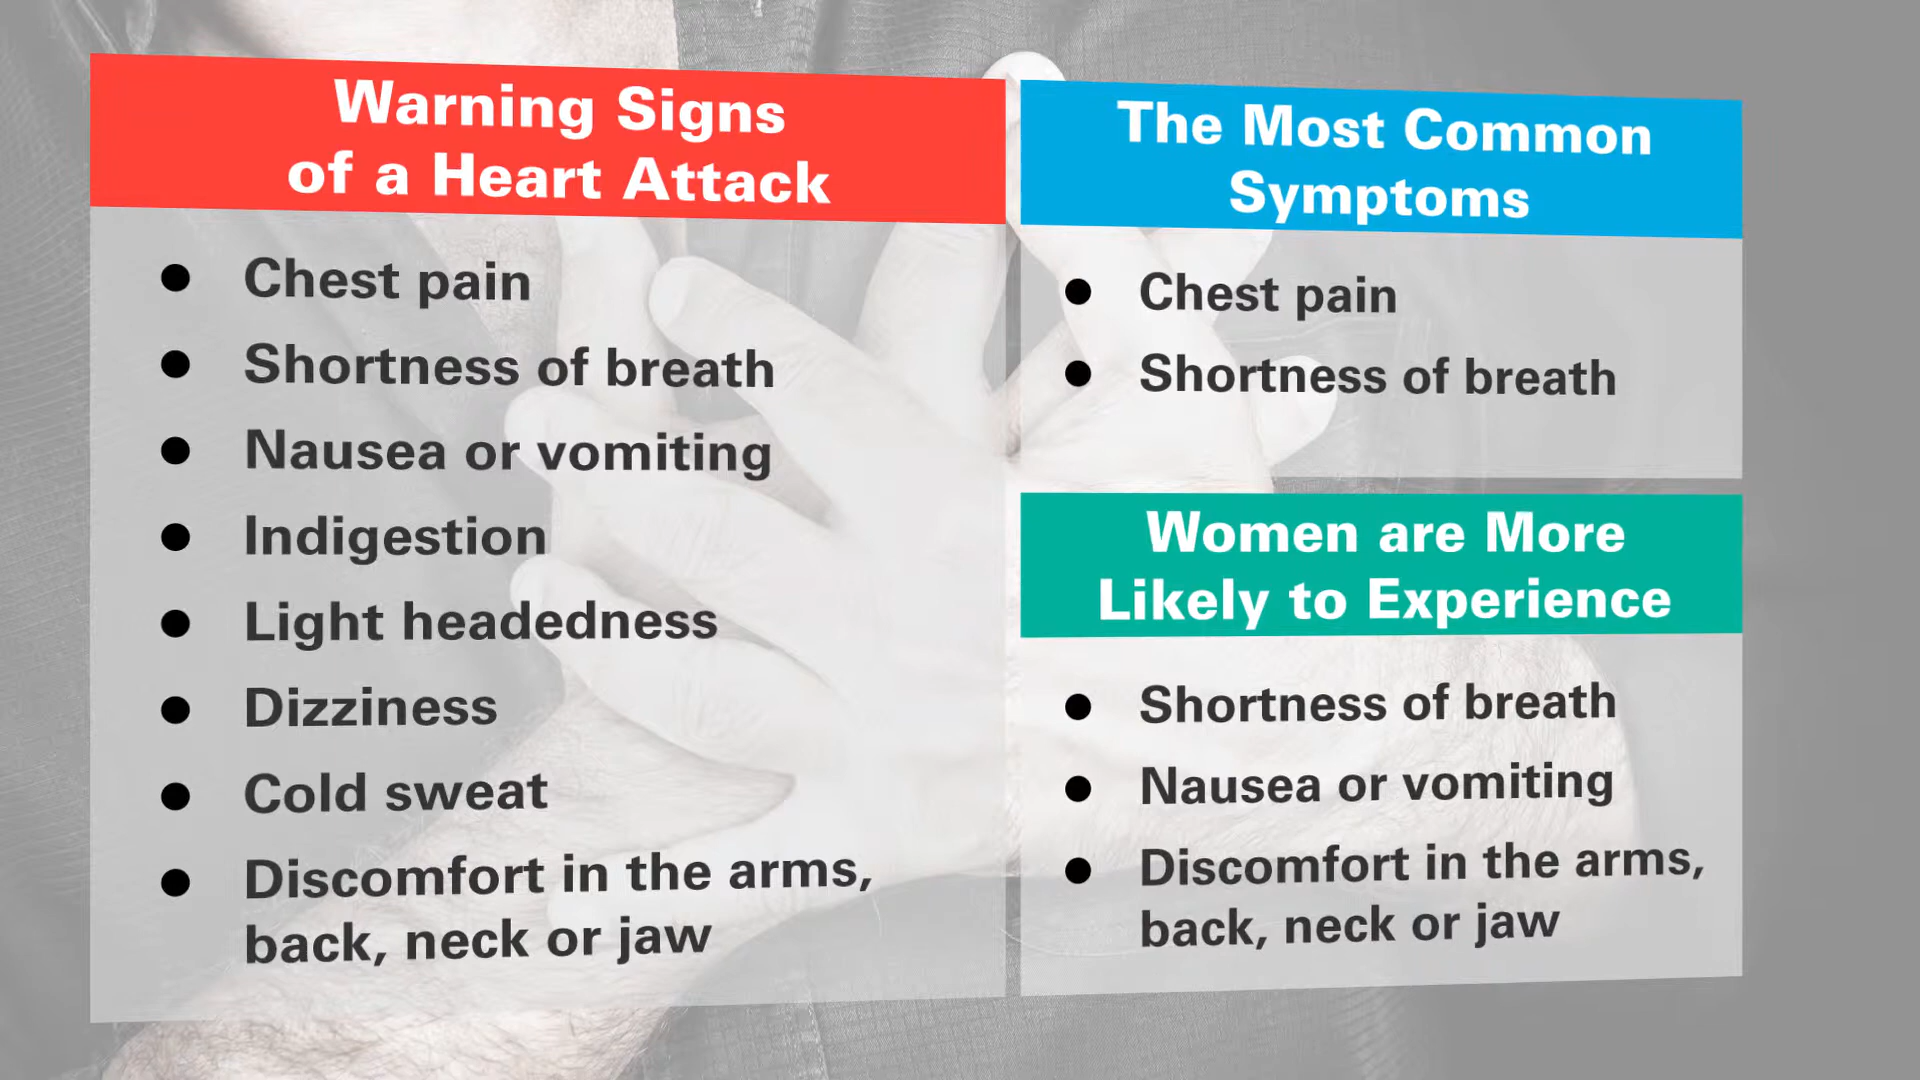 Warning Signs
of a Heart Attack
● Chest pain
● Shortness of breath
● Nausea or vomiting
● Indigestion
● Light headedness
● Dizziness
● Cold sweat
● Discomfort in the arms,
back, neck or jaw
The Most Common
Symptoms
● Chest pain
● Shortness of breath
Women are More
Likely to Experience
● Shortness of breath
● Nausea or vomiting
● Discomfort in the arms,
back, neck or jaw